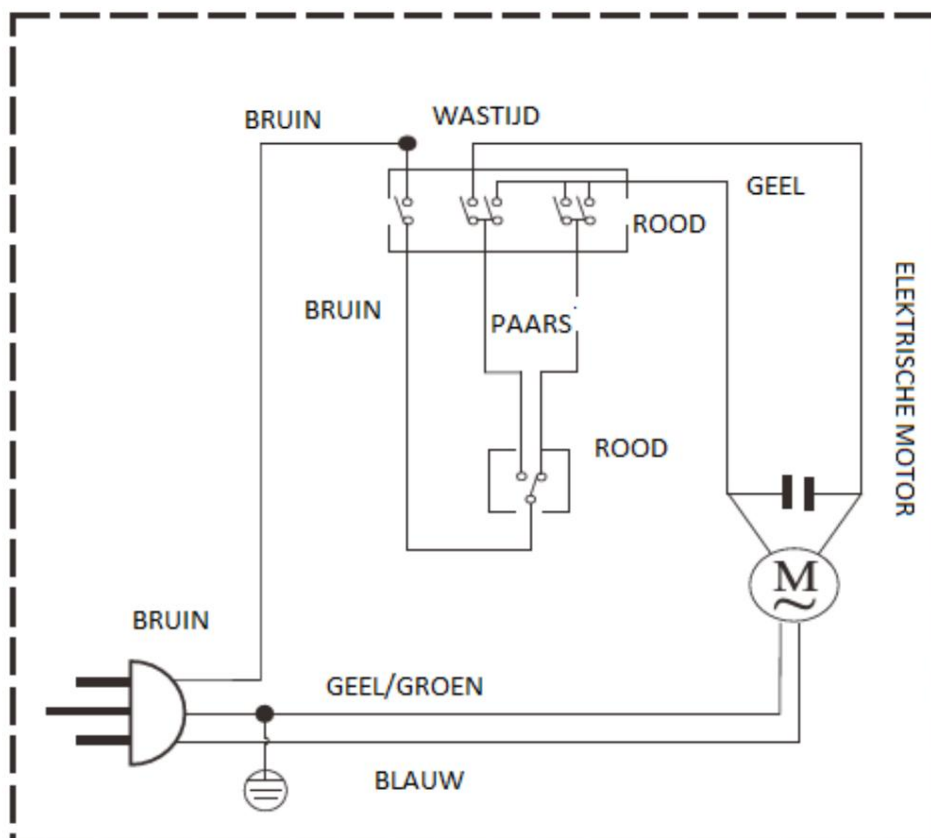 BRUIN
WASTIJD
GEEL
ROOD
BRUIN
PAARS
ELEKTRISCHE MOTOR
ROOD
M
BRUIN
GEEL/GROEN
BLAUW